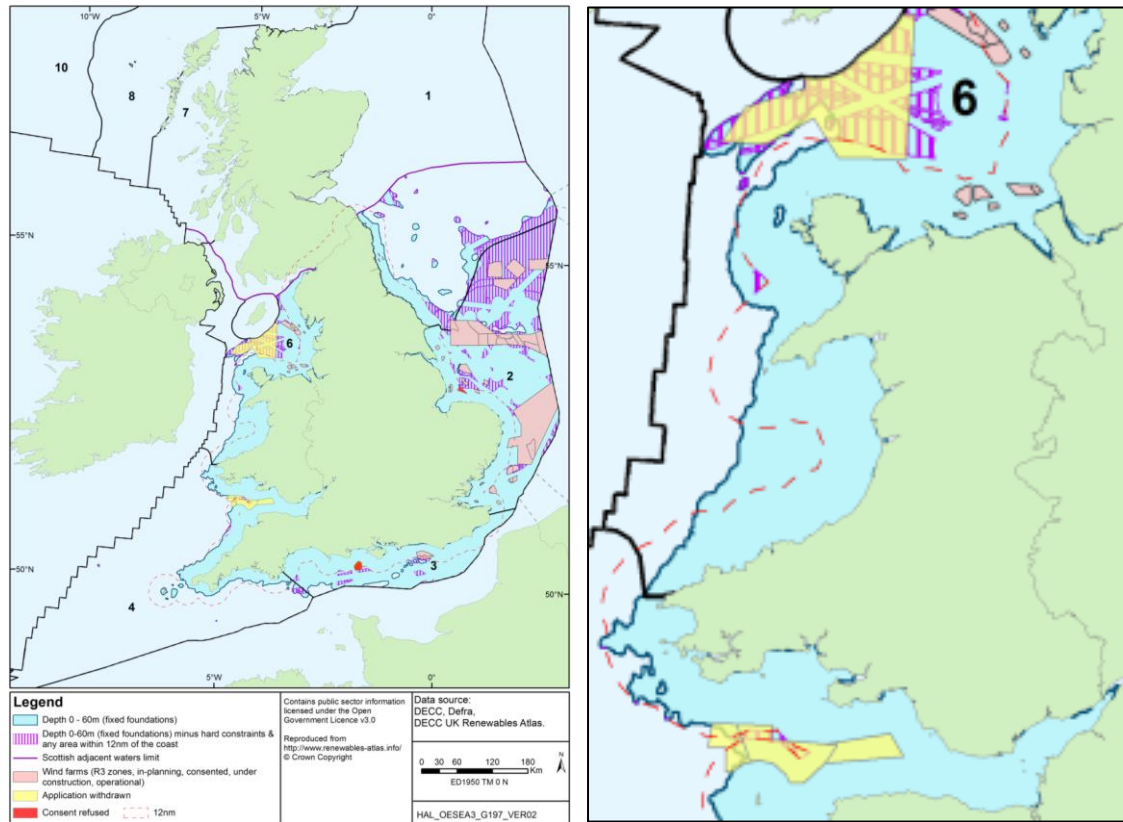 5°W
0°
10
8
7
1
55°N
55°N
6
2
50°N
3
50°N
4
5°W
0°
Legend
Depth 0 - 60m (fixed foundations)
Depth 0-60m (fixed foundations) minus hard constraints &
any area within 12nm of the coast
Scottish adjacent waters limit
Wind farms (R3 zones, in-planning, consented, under
construction, operational)
Application withdrawn
Consent refused
12nm
Contains public sector information
licensed under the Open
Government Licence v3.0
Reproduced from
http://www.renewables-atlas.info/
© Crown Copyright
Data source:
DECC, Defra,
DECC UK Renewables Atlas.
0 30 60 120 180
Km
N
ED1950 TM 0 N
HAL_OESEA3_G197_VER02
6